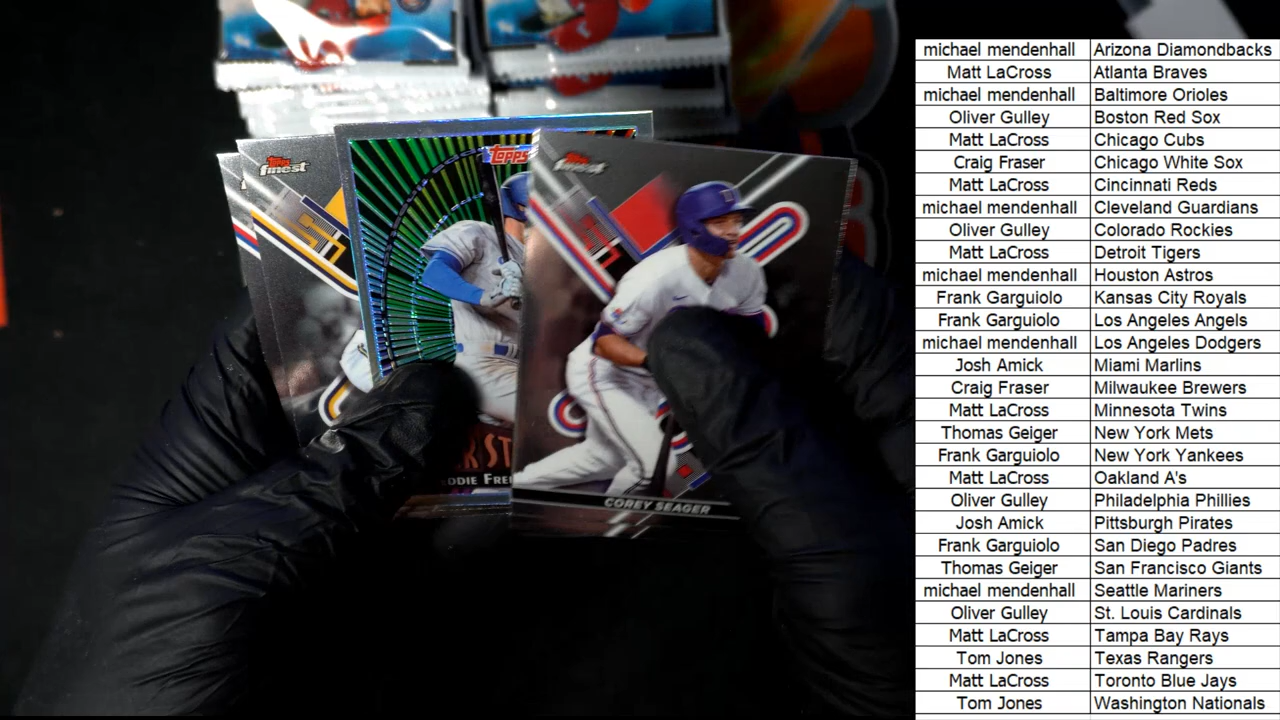 Topps
finest
Topps
Topps
finest
COREY SEAGER
michael mendenhall Arizona Diamondbacks
Matt LaCross Atlanta Braves
michael mendenhall Baltimore Orioles
Oliver Gulley Boston Red Sox
Matt LaCross Chicago Cubs
Craig Fraser Chicago White Sox
Matt LaCross Cincinnati Reds
michael mendenhall Cleveland Guardians
Oliver Gulley Colorado Rockies
Matt LaCross Detroit Tigers
michael mendenhall Houston Astros
Frank Garguiolo Kansas City Royals
Frank Garguiolo Los Angeles Angels
michael mendenhall Los Angeles Dodgers
Josh Amick Miami Marlins
Craig Fraser Milwaukee Brewers
Matt LaCross Minnesota Twins
Thomas Geiger New York Mets
Frank Garguiolo New York Yankees
Matt LaCross Oakland A's
Oliver Gulley Philadelphia Phillies
Josh Amick Pittsburgh Pirates
Frank Garguiolo San Diego Padres
Thomas Geiger San Francisco Giants
michael mendenhall Seattle Mariners
Oliver Gulley St. Louis Cardinals
Matt LaCross Tampa Bay Rays
Tom Jones Texas Rangers
Matt LaCross Toronto Blue Jays
Tom Jones Washington Nationals